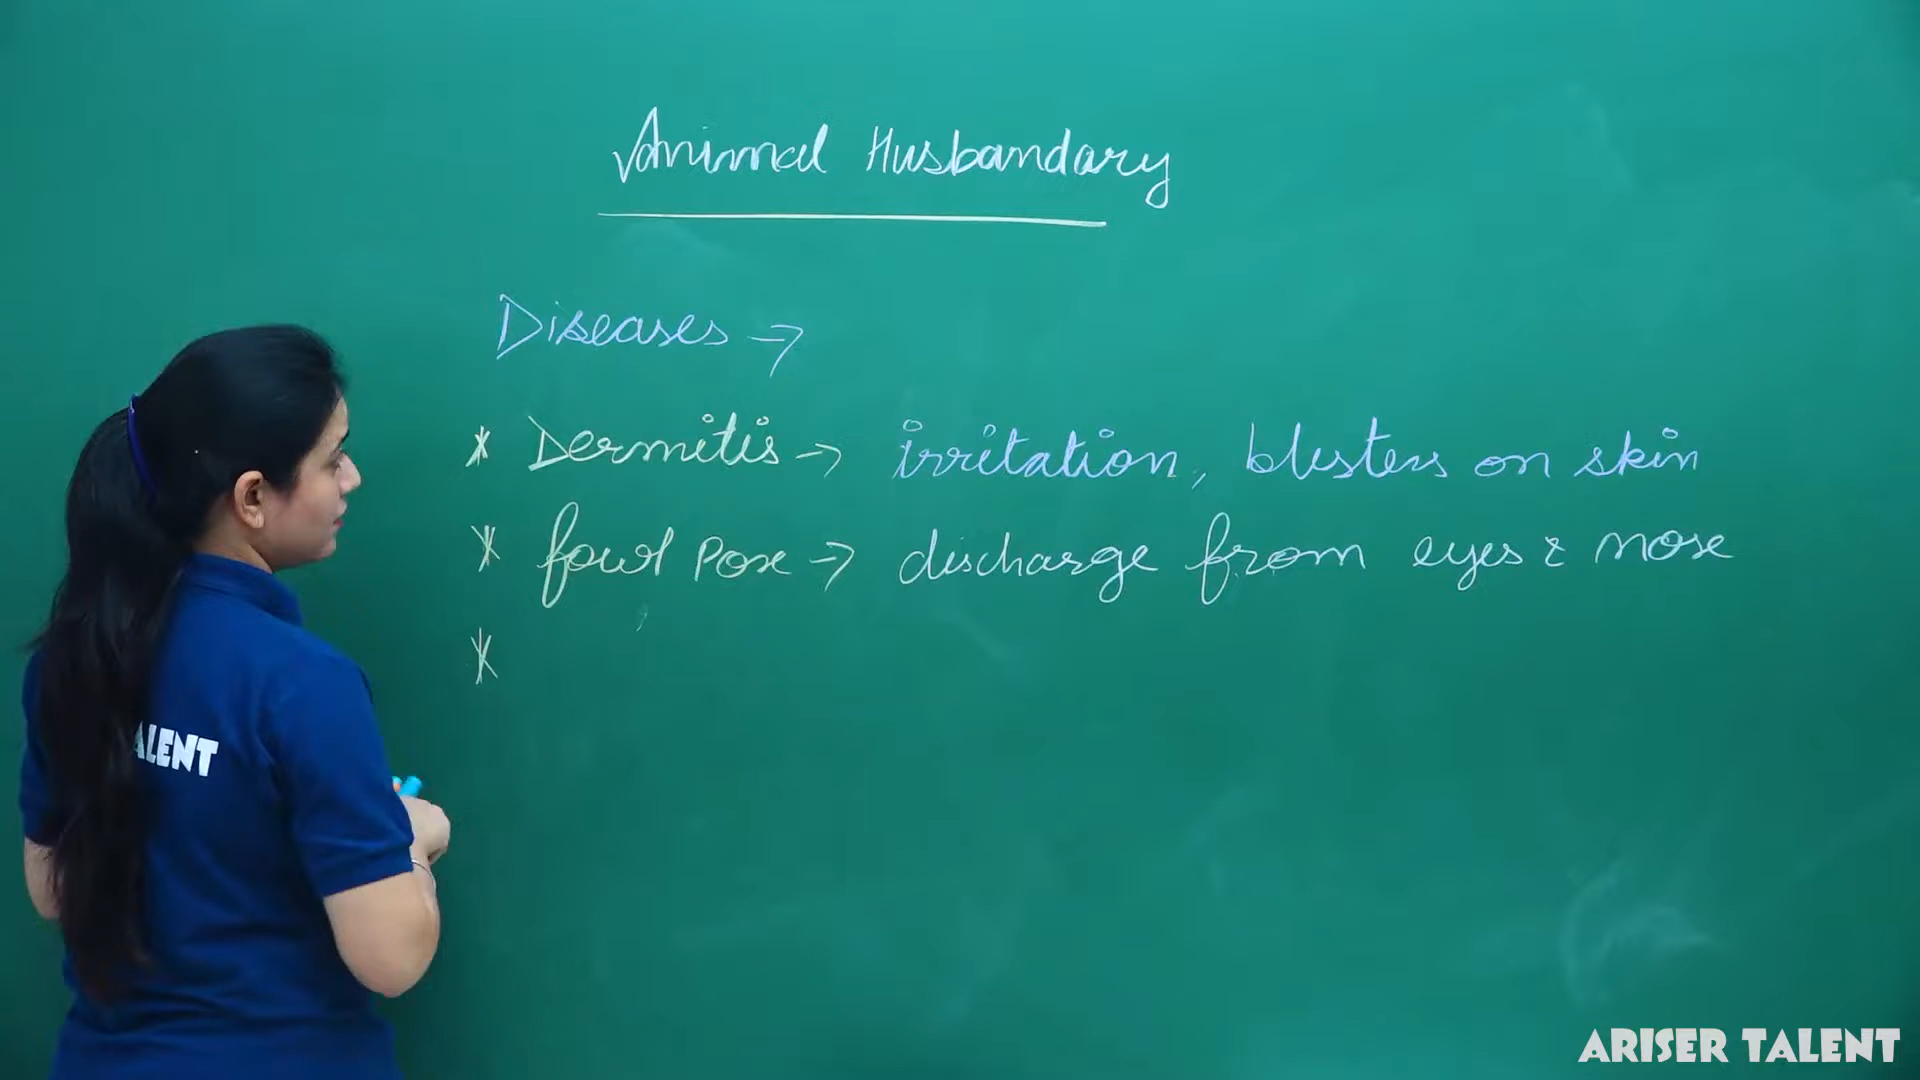 Animal Husbandary
Diseases →
* Dermitis → irritation, blisters on skin
* fowl pox → discharge from eyes & nose
*
ALENT
ARISER TALENT